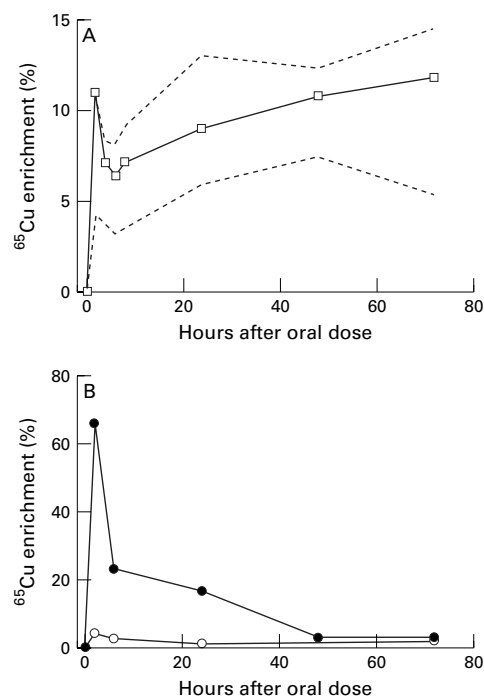 A
15
10
5
0
⁶⁵Cu enrichment (%)
0 20 40 60 80
Hours after oral dose
B
80
60
40
20
0
⁶⁵Cu enrichment (%)
0 20 40 60 80
Hours after oral dose